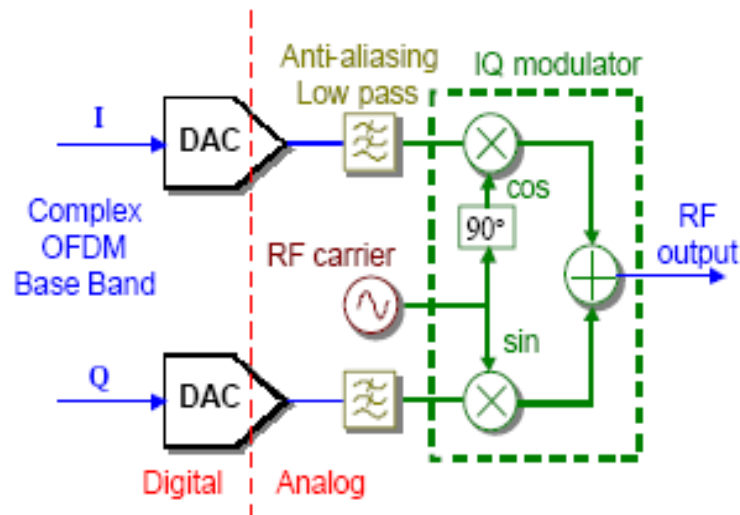 Anti-aliasing
Low pass
IQ modulator
I
DAC
cos
90°
Complex
OFDM
Base Band
RF carrier
RF
output
sin
Q
DAC
Digital
Analog